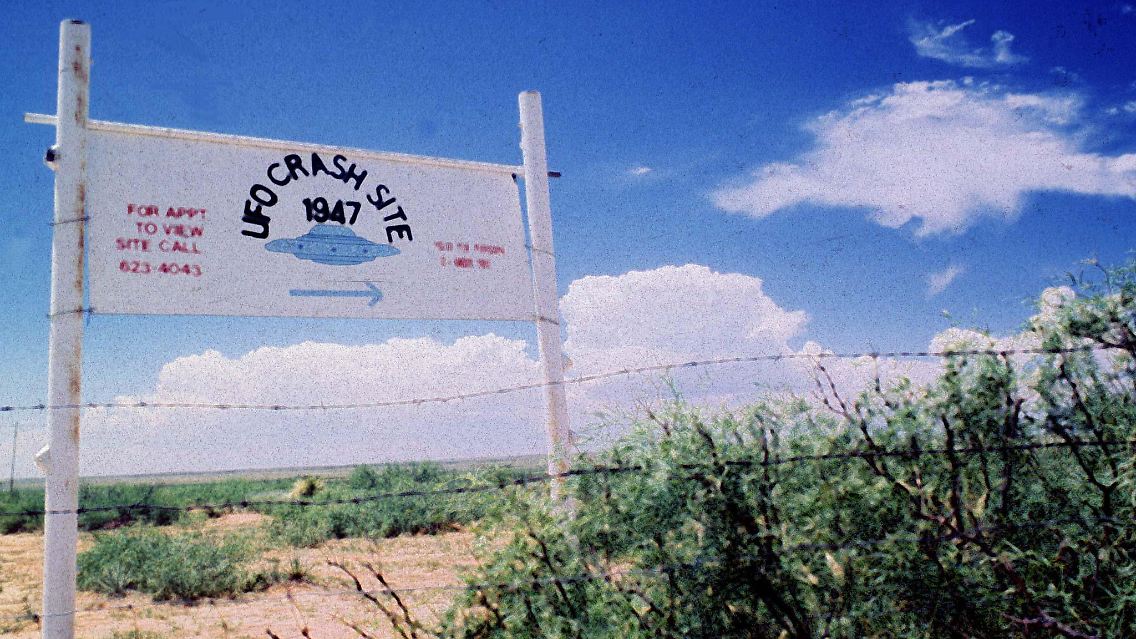 UFO CRASH SITE
1947
FOR APPT.
TO VIEW
SITE CALL
623-4043